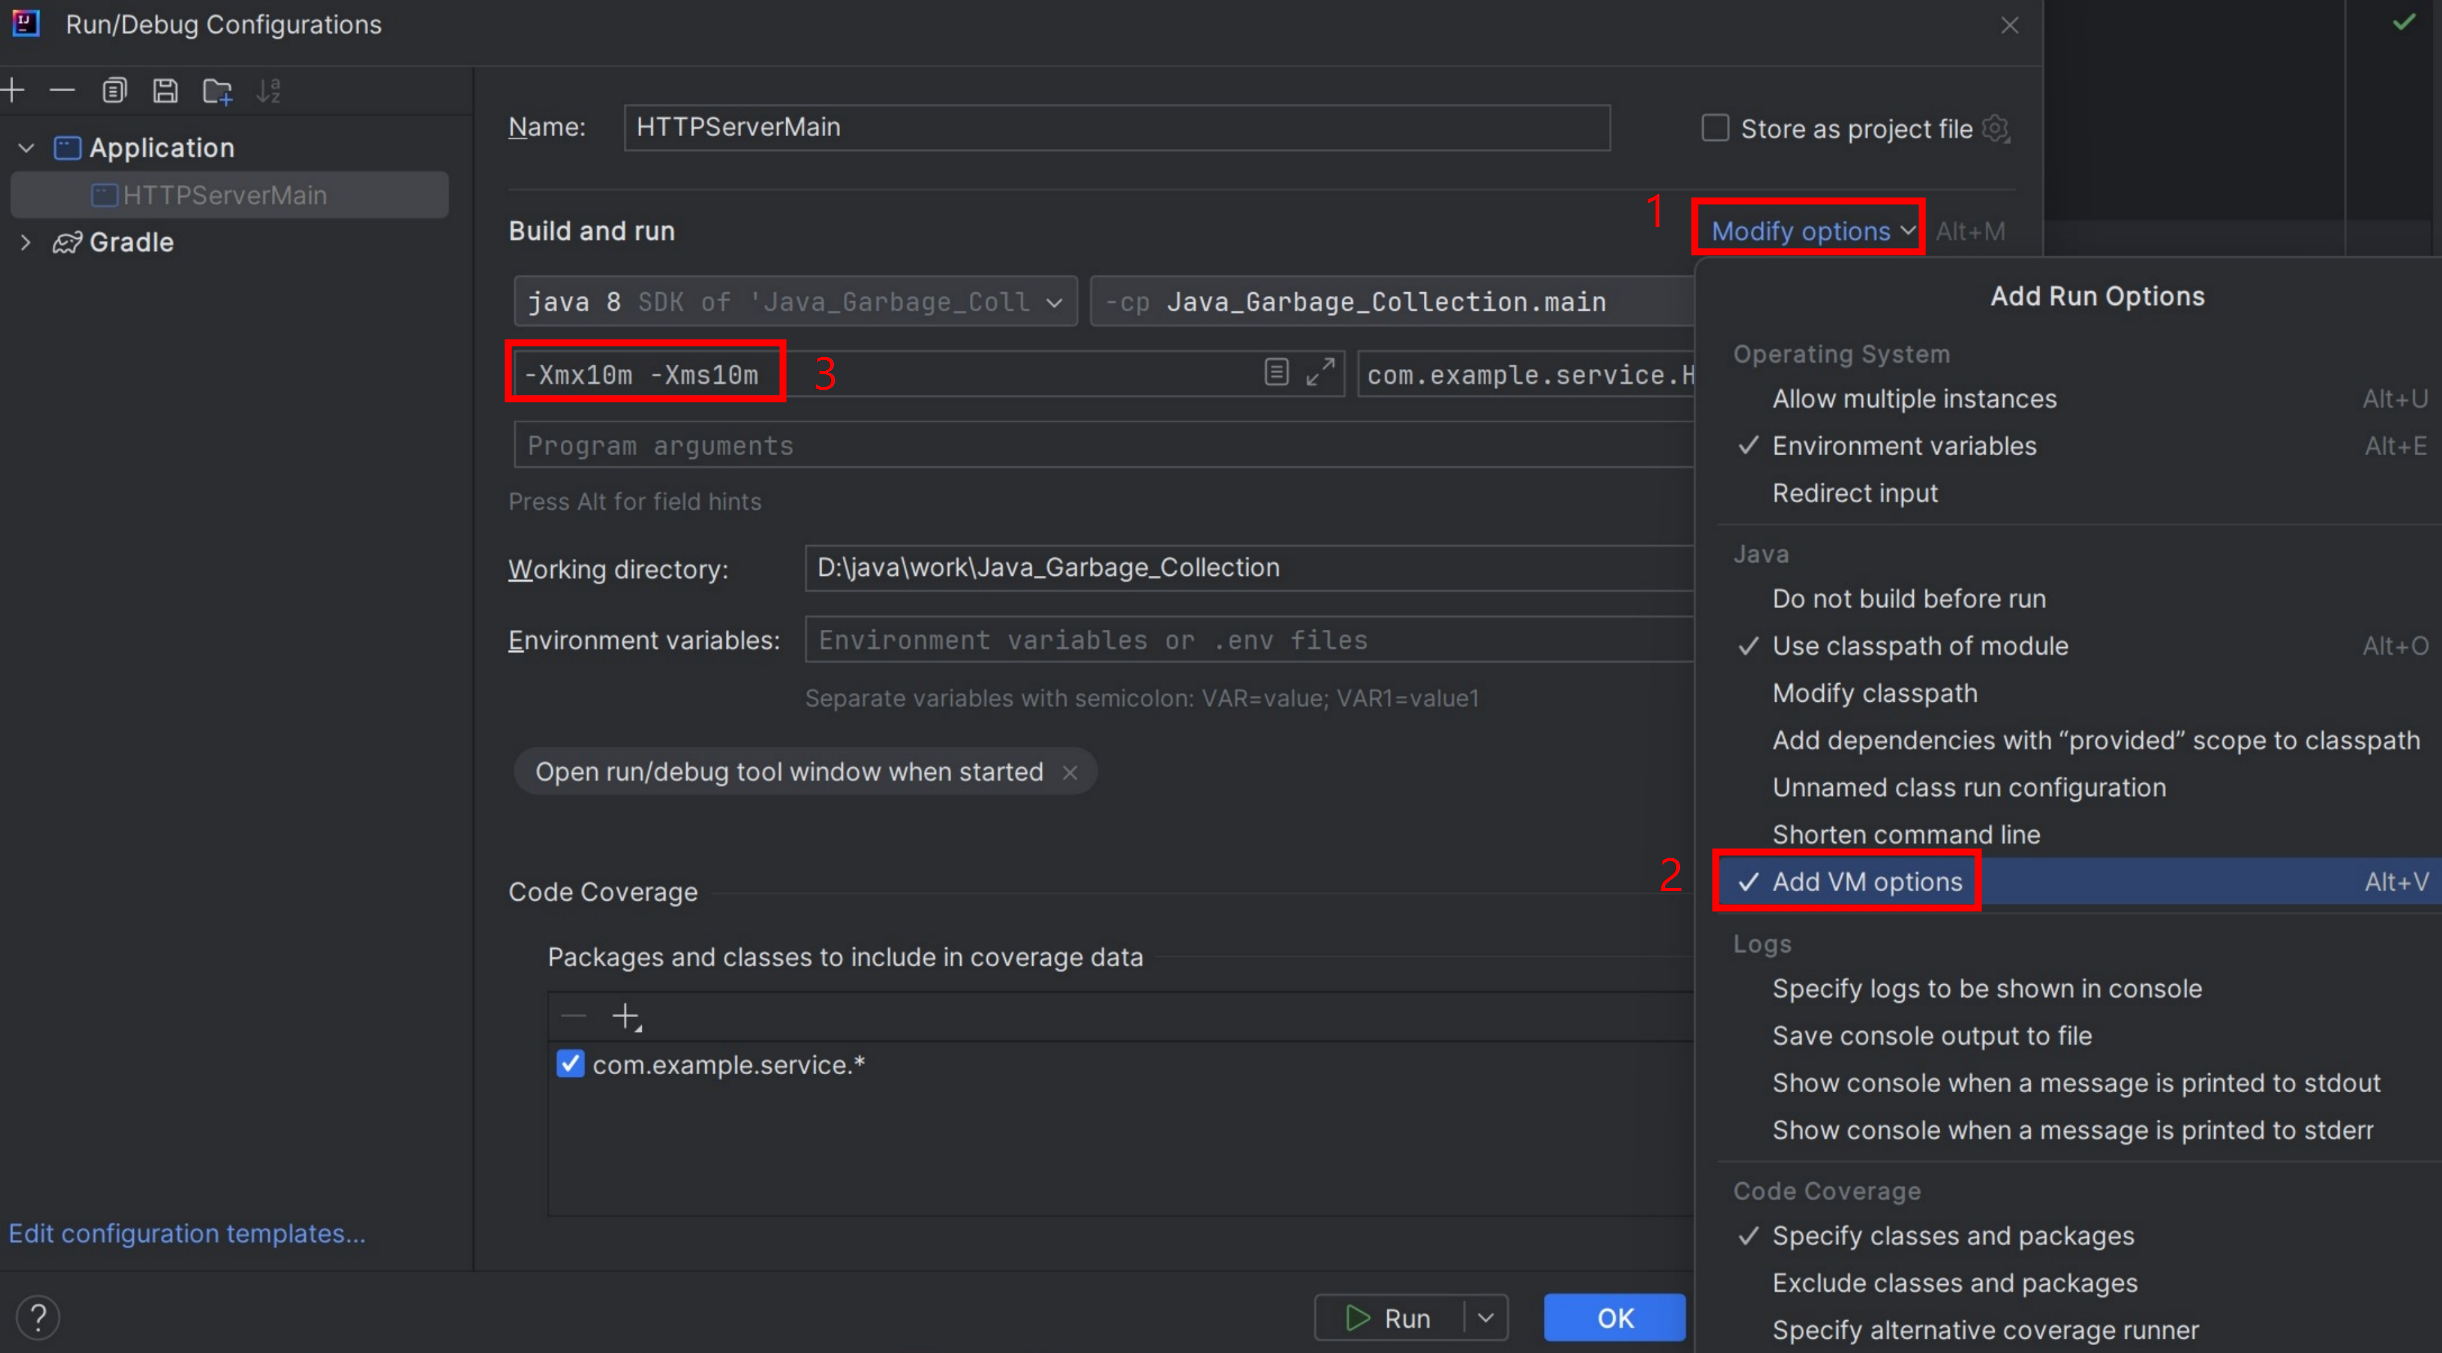 Run/Debug Configurations
Application
HTTPServerMain
Gradle
Edit configuration templates...
Name:
HTTPServerMain
Store as project file
Build and run
1
Modify options
Alt+M
java 8 SDK of 'Java_Garbage_Coll
-cp Java_Garbage_Collection.main
-Xmx10m -Xms10m
3
com.example.service.H
Program arguments
Press Alt for field hints
Working directory:
D:\java\work\Java_Garbage_Collection
Environment variables:
Environment variables or .env files
Separate variables with semicolon: VAR=value; VAR1=value1
Open run/debug tool window when started
Code Coverage
Packages and classes to include in coverage data
com.example.service.*
Run
OK
Add Run Options
Operating System
Allow multiple instances
Alt+U
Environment variables
Alt+E
Redirect input
Java
Do not build before run
Use classpath of module
Alt+O
Modify classpath
Add dependencies with “provided” scope to classpath
Unnamed class run configuration
Shorten command line
2
Add VM options
Alt+V
Logs
Specify logs to be shown in console
Save console output to file
Show console when a message is printed to stdout
Show console when a message is printed to stderr
Code Coverage
Specify classes and packages
Exclude classes and packages
Specify alternative coverage runner